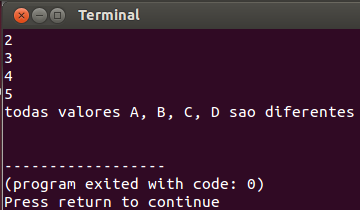 Terminal
2
3
4
5
todas valores A, B, C, D sao diferentes
------------------
(program exited with code: 0)
Press return to continue